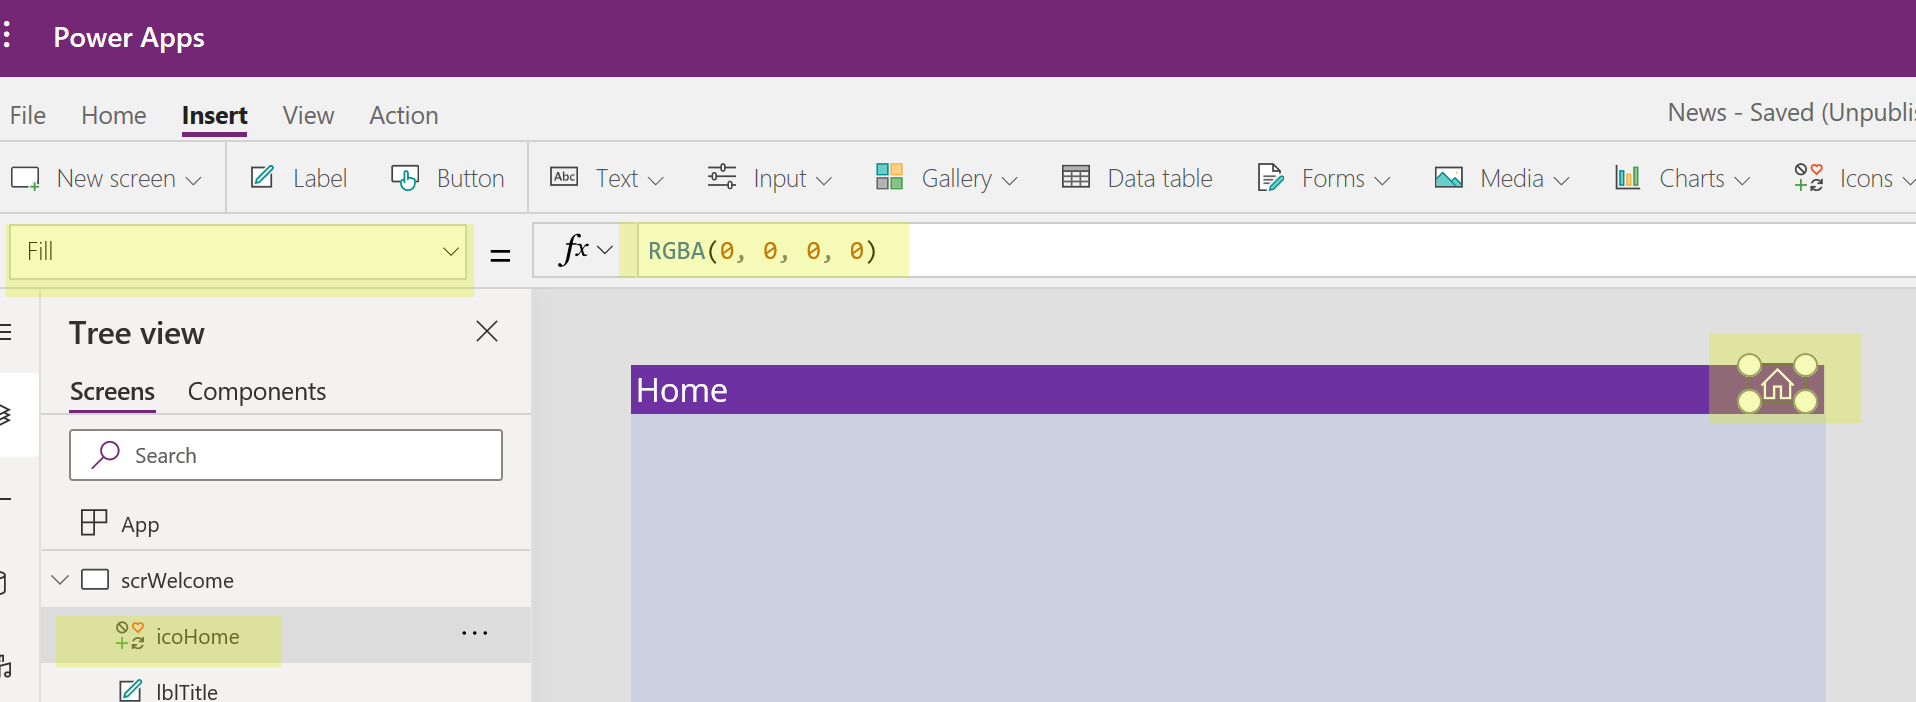 Power Apps
File Home Insert View Action News - Saved (Unpublis
New screen Label Button Abc Text Input Gallery Data table Forms Media Charts Icons
Fill = fx RGBA(0, 0, 0, 0)
Tree view
Screens Components
Search
App
scrWelcome
icoHome ...
lblTitle
Home